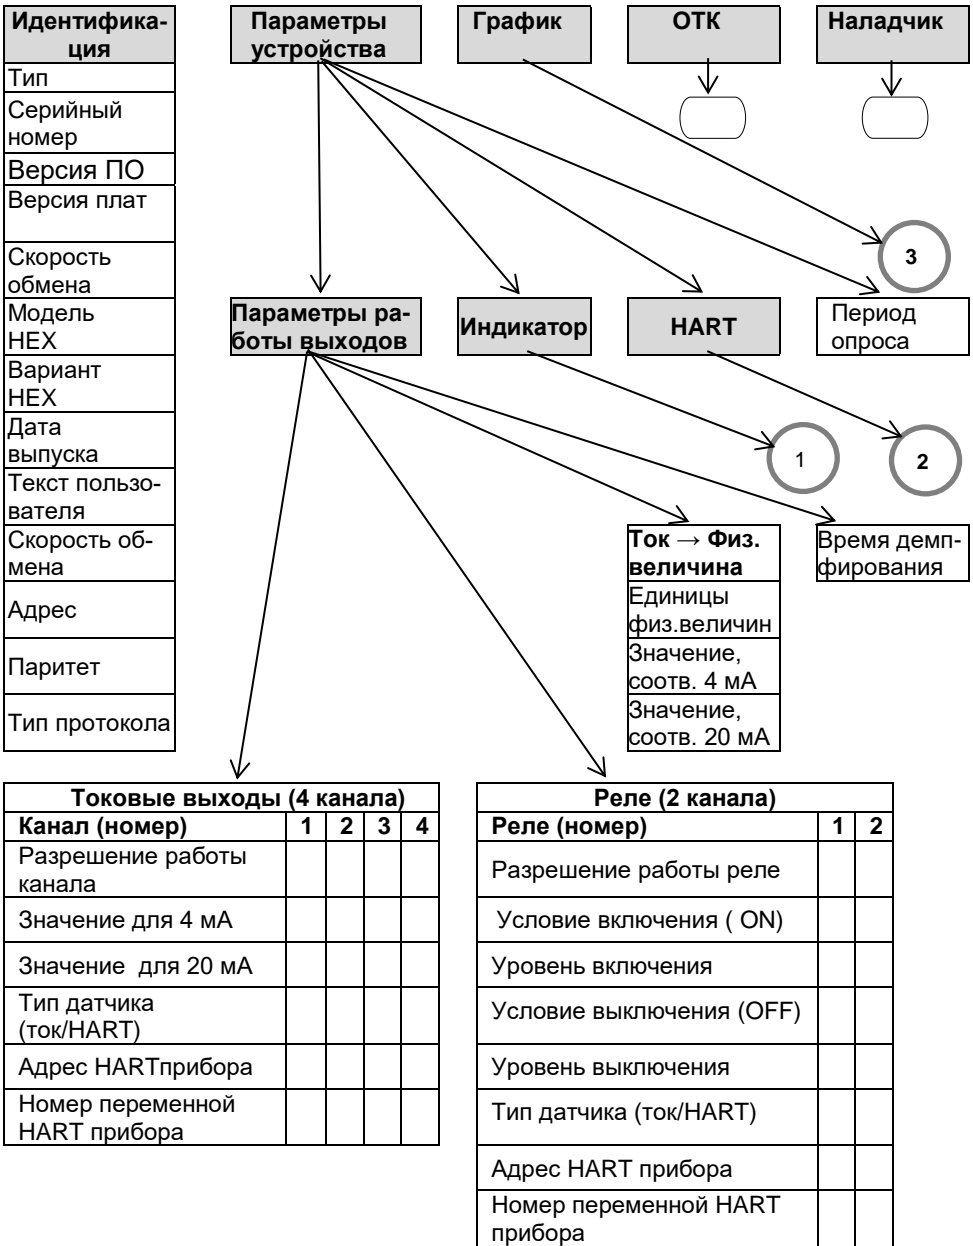 Идентифика-
ция
Тип
Серийный
номер
Версия ПО
Версия плат
Скорость
обмена
Модель
HEX
Вариант
HEX
Дата
выпуска
Текст пользо-
вателя
Скорость об-
мена
Адрес
Паритет
Тип протокола
Параметры
устройства
График
ОТК
Наладчик
3
Параметры ра-
боты выходов
Индикатор
HART
Период
опроса
1
2
Ток → Физ.
величина
Единицы
физ.величин
Значение,
соотв. 4 мА
Значение,
соотв. 20 мА
Время демп-
фирования
Токовые выходы (4 канала)
Канал (номер) 1 2 3 4
Разрешение работы
канала
Значение для 4 мА
Значение для 20 мА
Тип датчика
(ток/HART)
Адрес HARTприбора
Номер переменной
HART прибора
Реле (2 канала)
Реле (номер) 1 2
Разрешение работы реле
Условие включения ( ON)
Уровень включения
Условие выключения (OFF)
Уровень выключения
Тип датчика (ток/HART)
Адрес HART прибора
Номер переменной HART
прибора